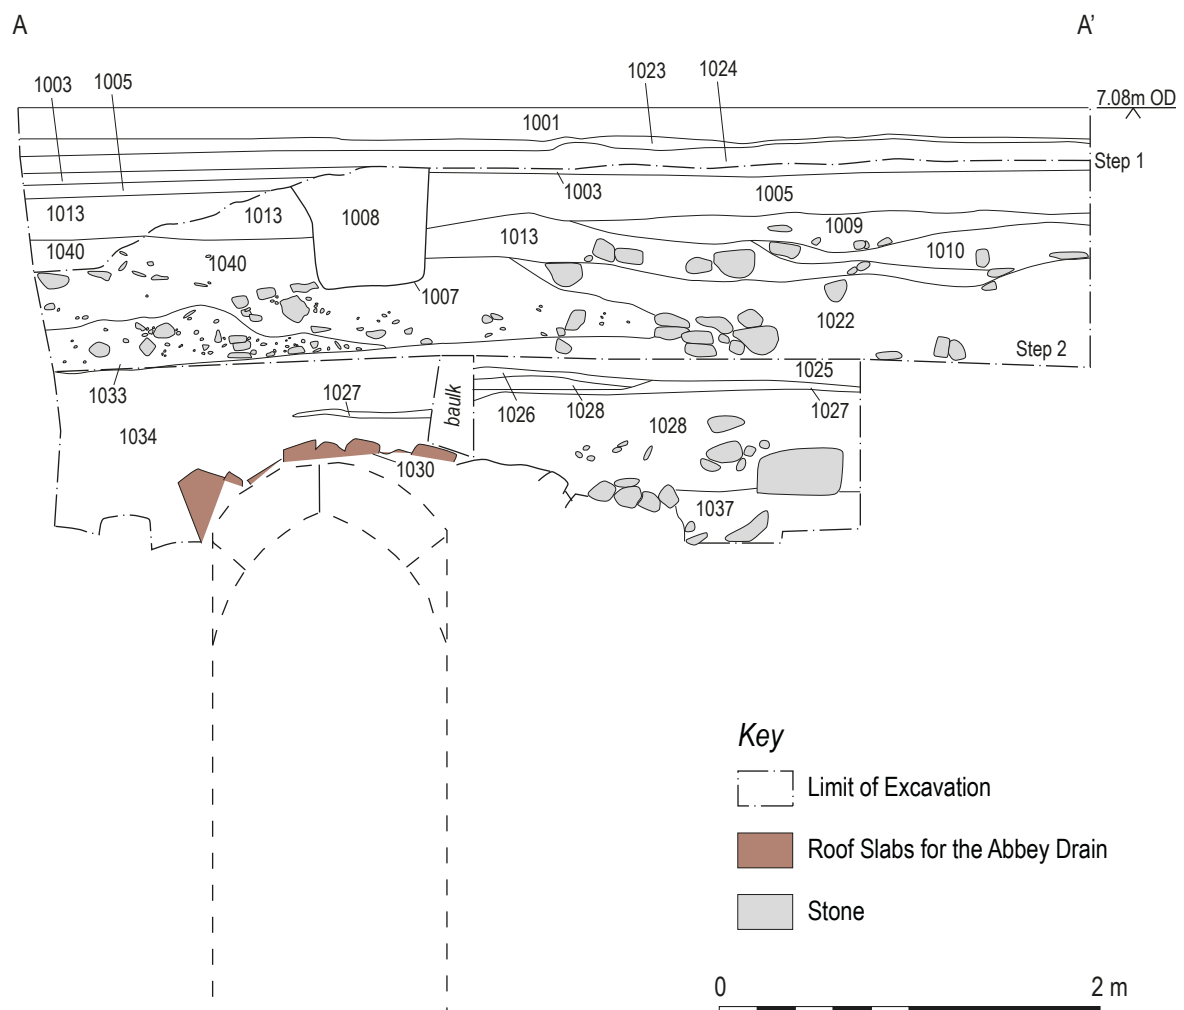 A A'
1003 1005 1023 1024
7.08m OD
1001
Step 1
1003 1005
1013 1013 1008
1009
1013 1010
1040 1040
1007
1022
Step 2
1033 1025
1027 baulk 1026 1028 1027
1034 1028
1030
1037
Key
Limit of Excavation
Roof Slabs for the Abbey Drain
Stone
0 2 m